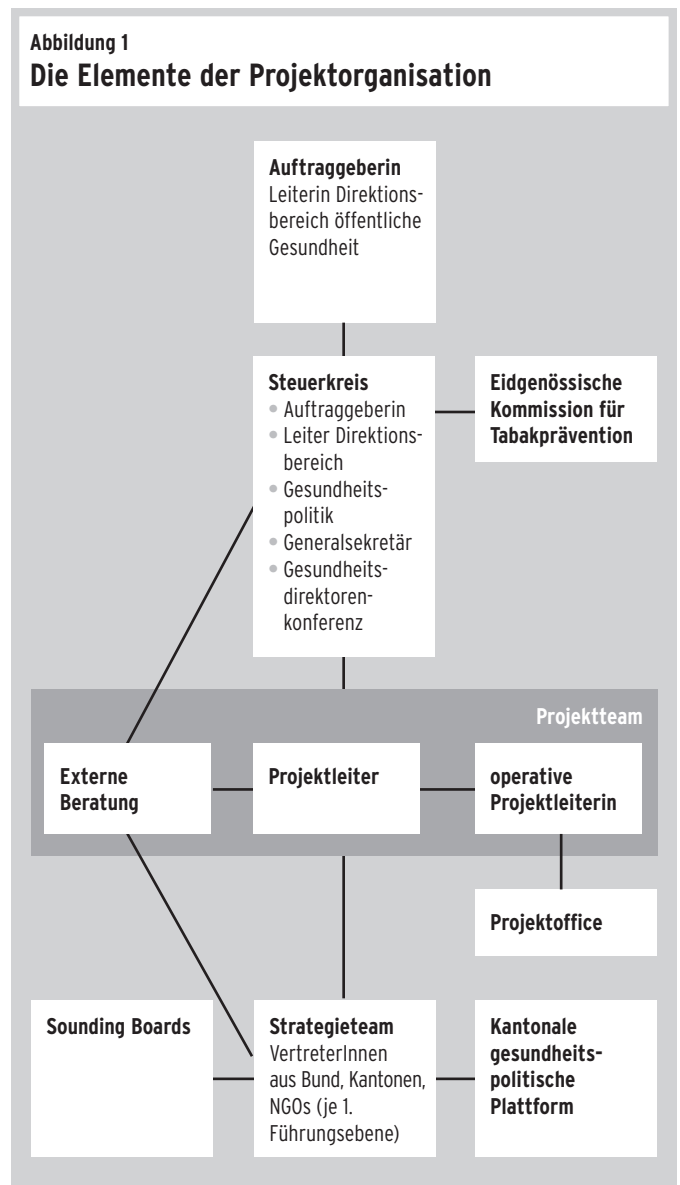 Abbildung 1
Die Elemente der Projektorganisation
Auftraggeberin
Leiterin Direktions-
bereich öffentliche
Gesundheit
Steuerkreis
• Auftraggeberin
• Leiter Direktions-
bereich
• Gesundheits-
politik
• Generalsekretär
• Gesundheits-
direktoren-
konferenz
Eidgenössische
Kommission für
Tabakprävention
Projektteam
Externe
Beratung
Projektleiter
operative
Projektleiterin
Projektoffice
Sounding Boards
Strategieteam
VertreterInnen
aus Bund, Kantonen,
NGOs (je 1.
Führungsebene)
Kantonale
gesundheits-
politische
Plattform